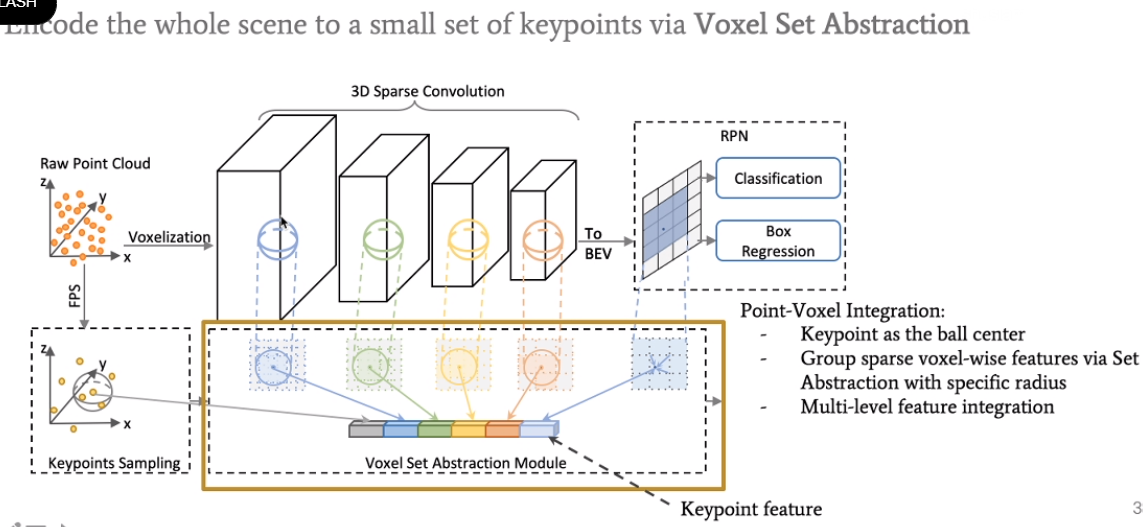 LASH
Encode the whole scene to a small set of keypoints via Voxel Set Abstraction
3D Sparse Convolution
RPN
Raw Point Cloud
z
y
x
Voxelization
Classification
To
BEV
Box
Regression
FPS
Point-Voxel Integration:
- Keypoint as the ball center
- Group sparse voxel-wise features via Set
Abstraction with specific radius
- Multi-level feature integration
z
y
x
Keypoints Sampling
Voxel Set Abstraction Module
Keypoint feature
3